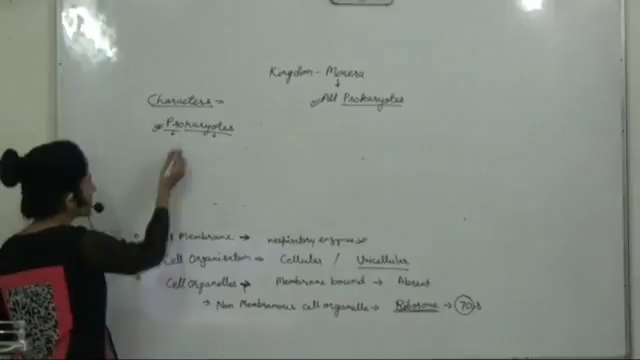 Kingdom - Monera
↓
Characters =
✓ All Prokaryotes
Prokaryotes
Membrane → respiratory enzymes
Cell Organisation → Cellular / Unicellular
Cell Organelles → Membrane bound → Absent
→ Non Membranous cell organelle → Ribosome → 70s